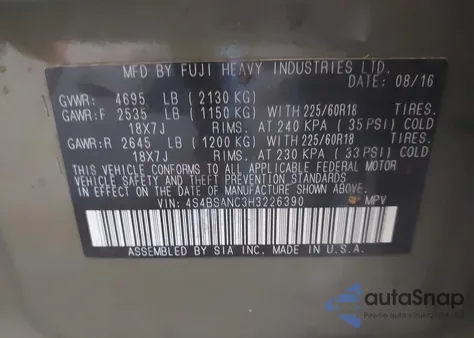 MFD BY FUJI HEAVY INDUSTRIES LTD.
DATE: 08/16
GVWR: 4695 LB (2130 KG)
GAWR:F 2535 LB (1150 KG) WITH 225/60R18 TIRES.
18X7J RIMS. AT 240 KPA (35 PSI) COLD
GAWR:R 2645 LB (1200 KG) WITH 225/60R18 TIRES.
18X7J RIMS. AT 230 KPA (33 PSI) COLD
THIS VEHICLE CONFORMS TO ALL APPLICABLE FEDERAL MOTOR
VEHICLE SAFETY, BUMPER, AND THEFT PREVENTION STANDARDS
IN EFFECT ON THE DATE OF MANUFACTURE SHOWN ABOVE.
VIN: 4S4BSANC3H3226390 MPV
ASSEMBLED BY SIA INC. MADE IN U.S.A.
autoSnap